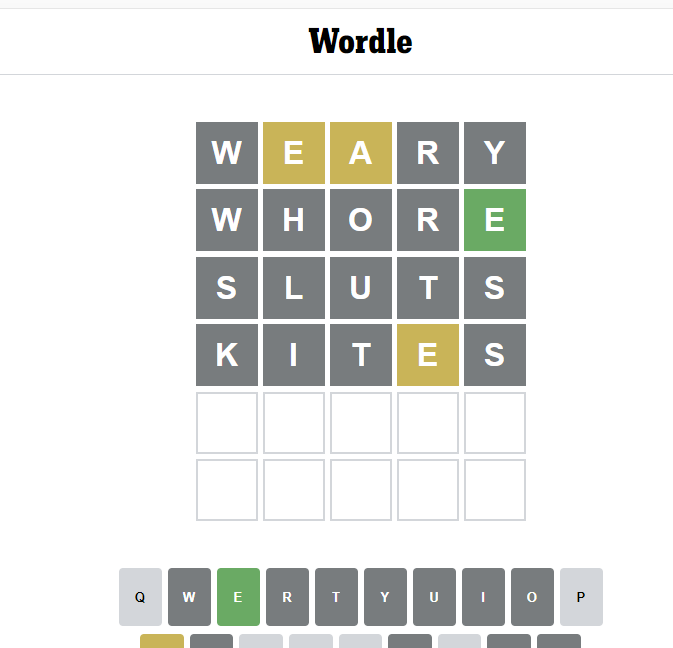 Wordle
W E A R Y
W H O R E
S L U T S
K I T E S
Q W E R T Y U I O P